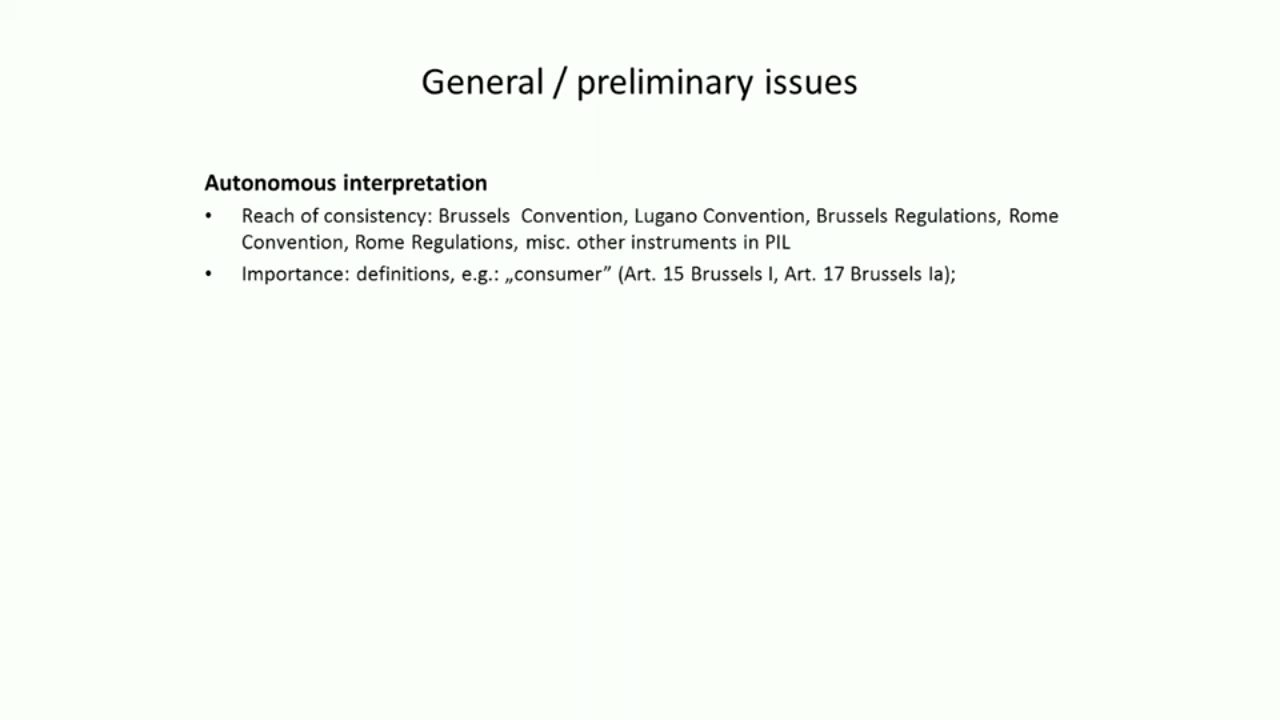 General / preliminary issues
Autonomous interpretation
• Reach of consistency: Brussels Convention, Lugano Convention, Brussels Regulations, Rome
Convention, Rome Regulations, misc. other instruments in PIL
• Importance: definitions, e.g.: „consumer” (Art. 15 Brussels I, Art. 17 Brussels Ia);